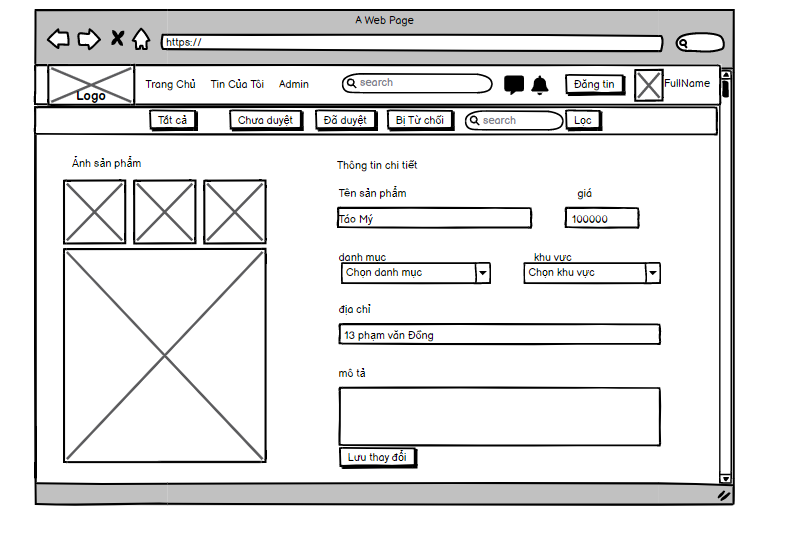 A Web Page
https://
Logo
Trang Chủ
Tin Của Tôi
Admin
search
Đăng tin
FullName
Tất cả
Chưa duyệt
Đã duyệt
Bị Từ chối
search
Lọc
Ảnh sản phẩm
Thông tin chi tiết
Tên sản phẩm
giá
Táo Mỹ
100000
danh mục
khu vực
Chọn danh mục
Chọn khu vực
địa chỉ
13 phạm văn Đồng
mô tả
Lưu thay đổi